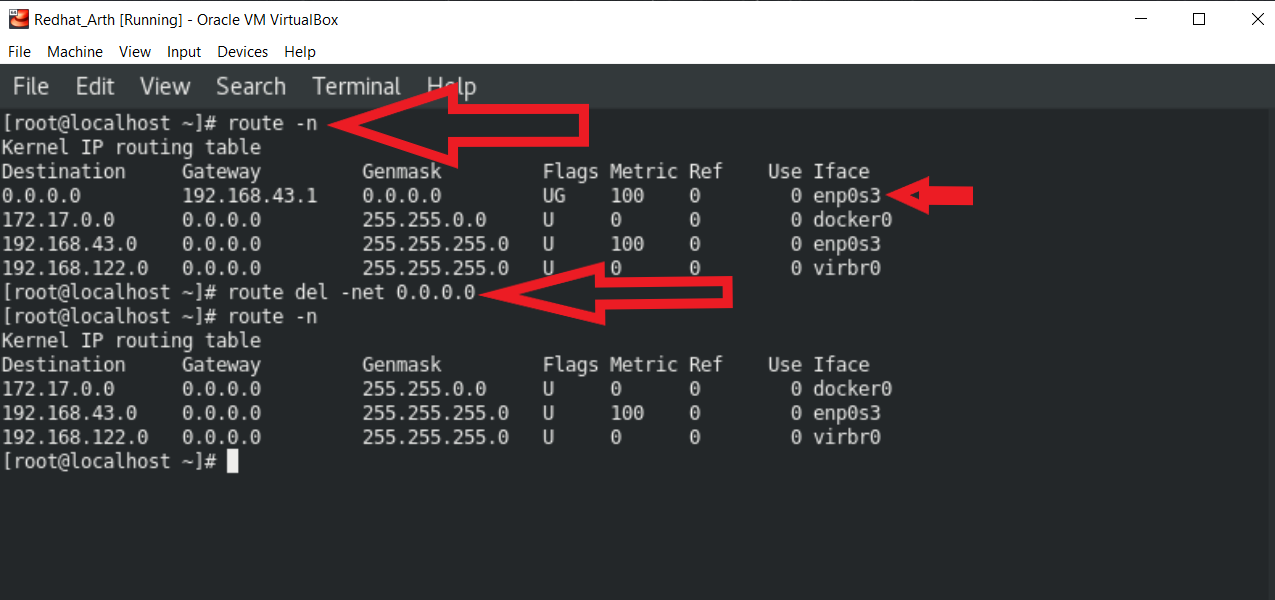 Redhat_Arth [Running] - Oracle VM VirtualBox
File Machine View Input Devices Help
File Edit View Search Terminal Help
[root@localhost ~]# route -n
Kernel IP routing table
Destination Gateway Genmask Flags Metric Ref Use Iface
0.0.0.0 192.168.43.1 0.0.0.0 UG 100 0 0 enp0s3
172.17.0.0 0.0.0.0 255.255.0.0 U 0 0 0 docker0
192.168.43.0 0.0.0.0 255.255.255.0 U 100 0 0 enp0s3
192.168.122.0 0.0.0.0 255.255.255.0 U 0 0 0 virbr0
[root@localhost ~]# route del -net 0.0.0.0
[root@localhost ~]# route -n
Kernel IP routing table
Destination Gateway Genmask Flags Metric Ref Use Iface
172.17.0.0 0.0.0.0 255.255.0.0 U 0 0 0 docker0
192.168.43.0 0.0.0.0 255.255.255.0 U 100 0 0 enp0s3
192.168.122.0 0.0.0.0 255.255.255.0 U 0 0 0 virbr0
[root@localhost ~]#